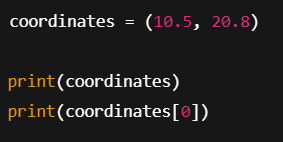 coordinates = (10.5, 20.8)
print(coordinates)
print(coordinates[0])